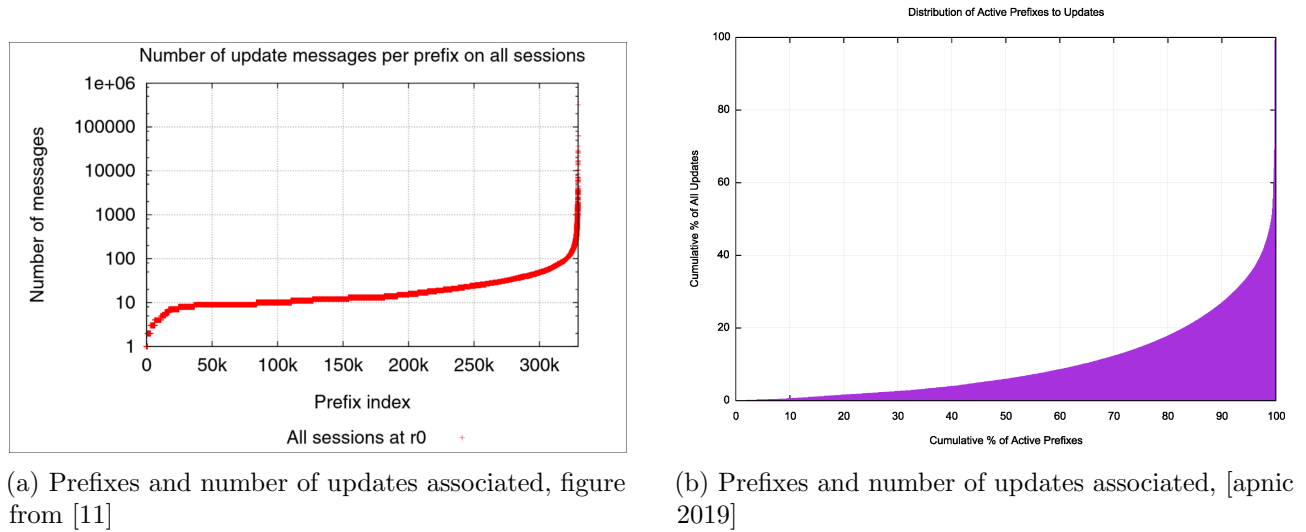 Number of update messages per prefix on all sessions
Number of messages
1e+06
100000
10000
1000
100
10
1
0 50k 100k 150k 200k 250k 300k
Prefix index
All sessions at r0
(a) Prefixes and number of updates associated, figure
from [11]
Distribution of Active Prefixes to Updates
Cumulative % of All Updates
100
80
60
40
20
0
0 10 20 30 40 50 60 70 80 90 100
Cumulative % of Active Prefixes
(b) Prefixes and number of updates associated, [apnic
2019]